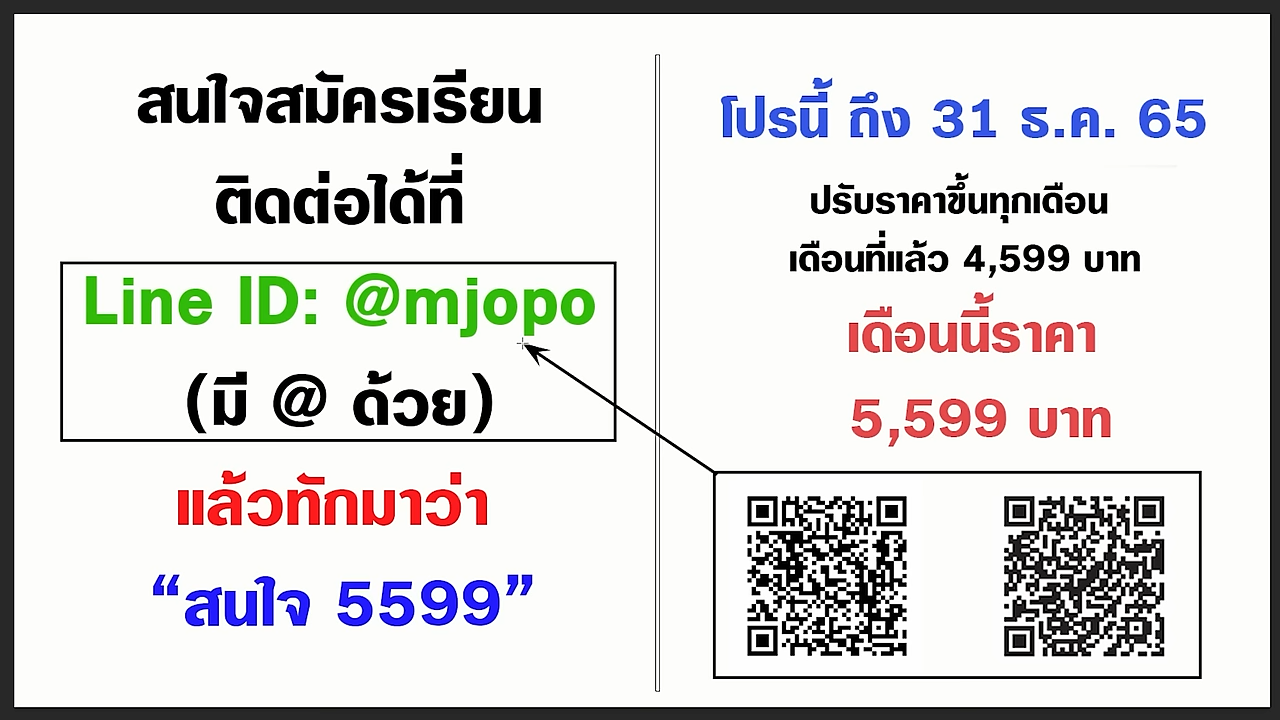 สนใจสมัครเรียน
ติดต่อได้ที่
Line ID: @mjopo
(มี @ ด้วย)
แล้วทักมาว่า
“สนใจ 5599”
โปรนี้ ถึง 31 ธ.ค. 65
ปรับราคาขึ้นทุกเดือน
เดือนที่แล้ว 4,599 บาท
เดือนนี้ราคา
5,599 บาท